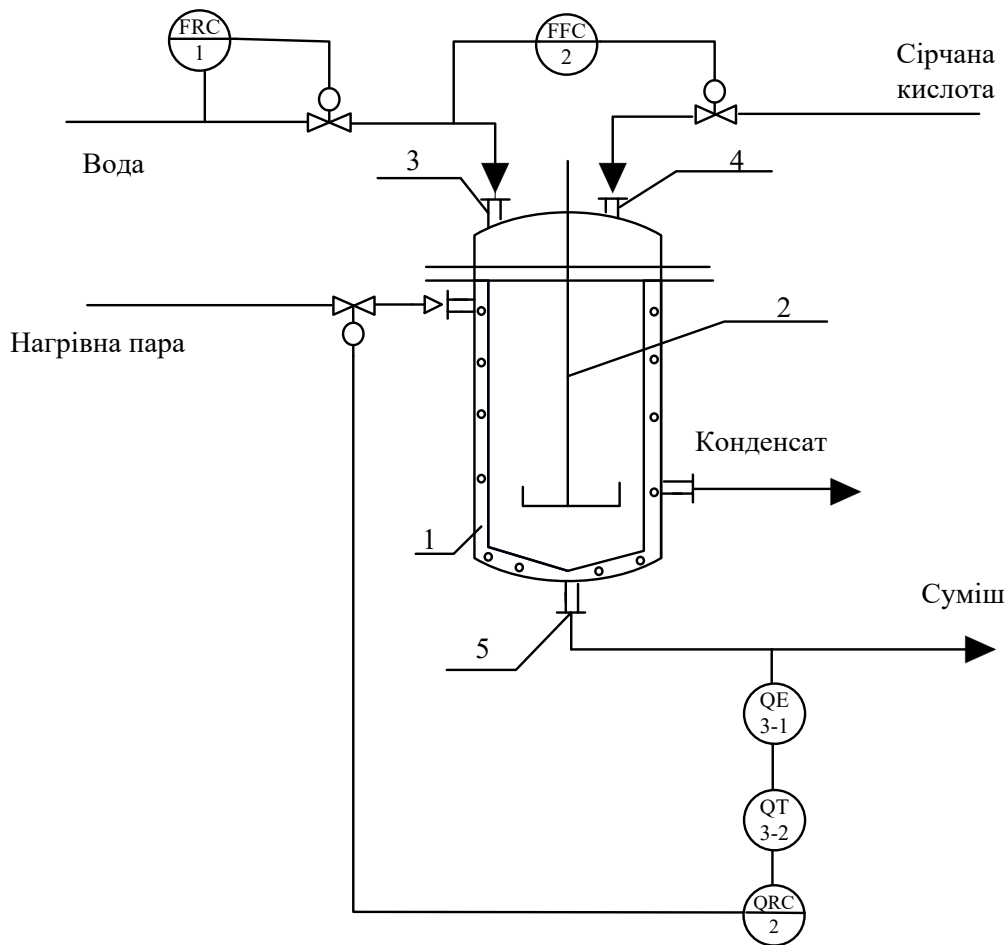 FRC
1
FFC
2
Сірчана
кислота
Вода
3
4
Нагрівна пара
2
Конденсат
1
Суміш
5
QE
3-1
QT
3-2
QRC
2